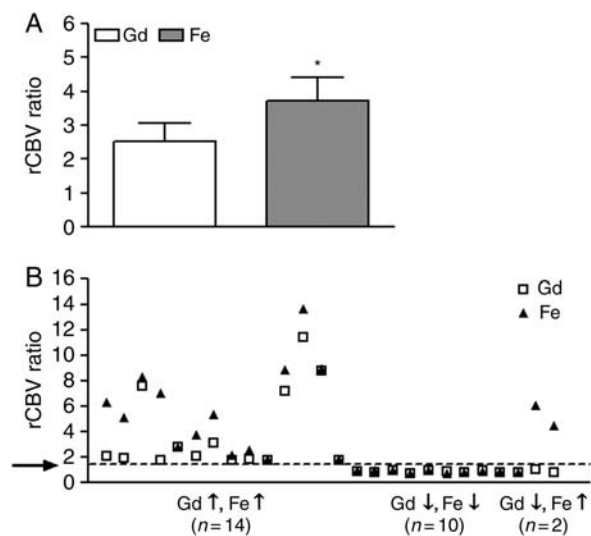 A
6
5
4
3
2
1
0
rCBV ratio
Gd
Fe
*
B
16
14
12
10
8
6
4
2
0
rCBV ratio
Gd
Fe
Gd ↑, Fe ↑
(n=14)
Gd ↓, Fe ↓
(n=10)
Gd ↓, Fe ↑
(n=2)